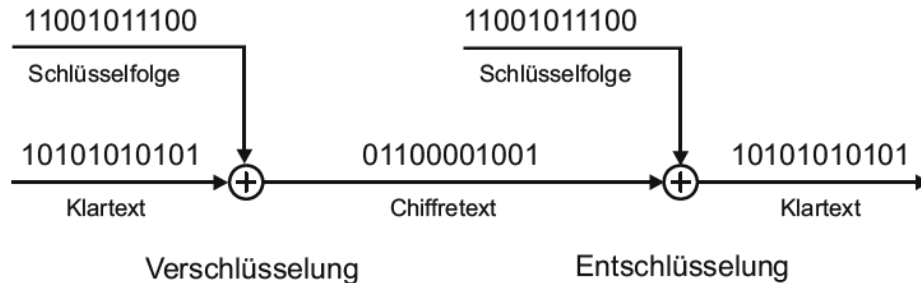 11001011100 11001011100
Schlüsselfolge Schlüsselfolge
10101010101 01100001001 10101010101
Klartext Chiffretext Klartext
Verschlüsselung Entschlüsselung